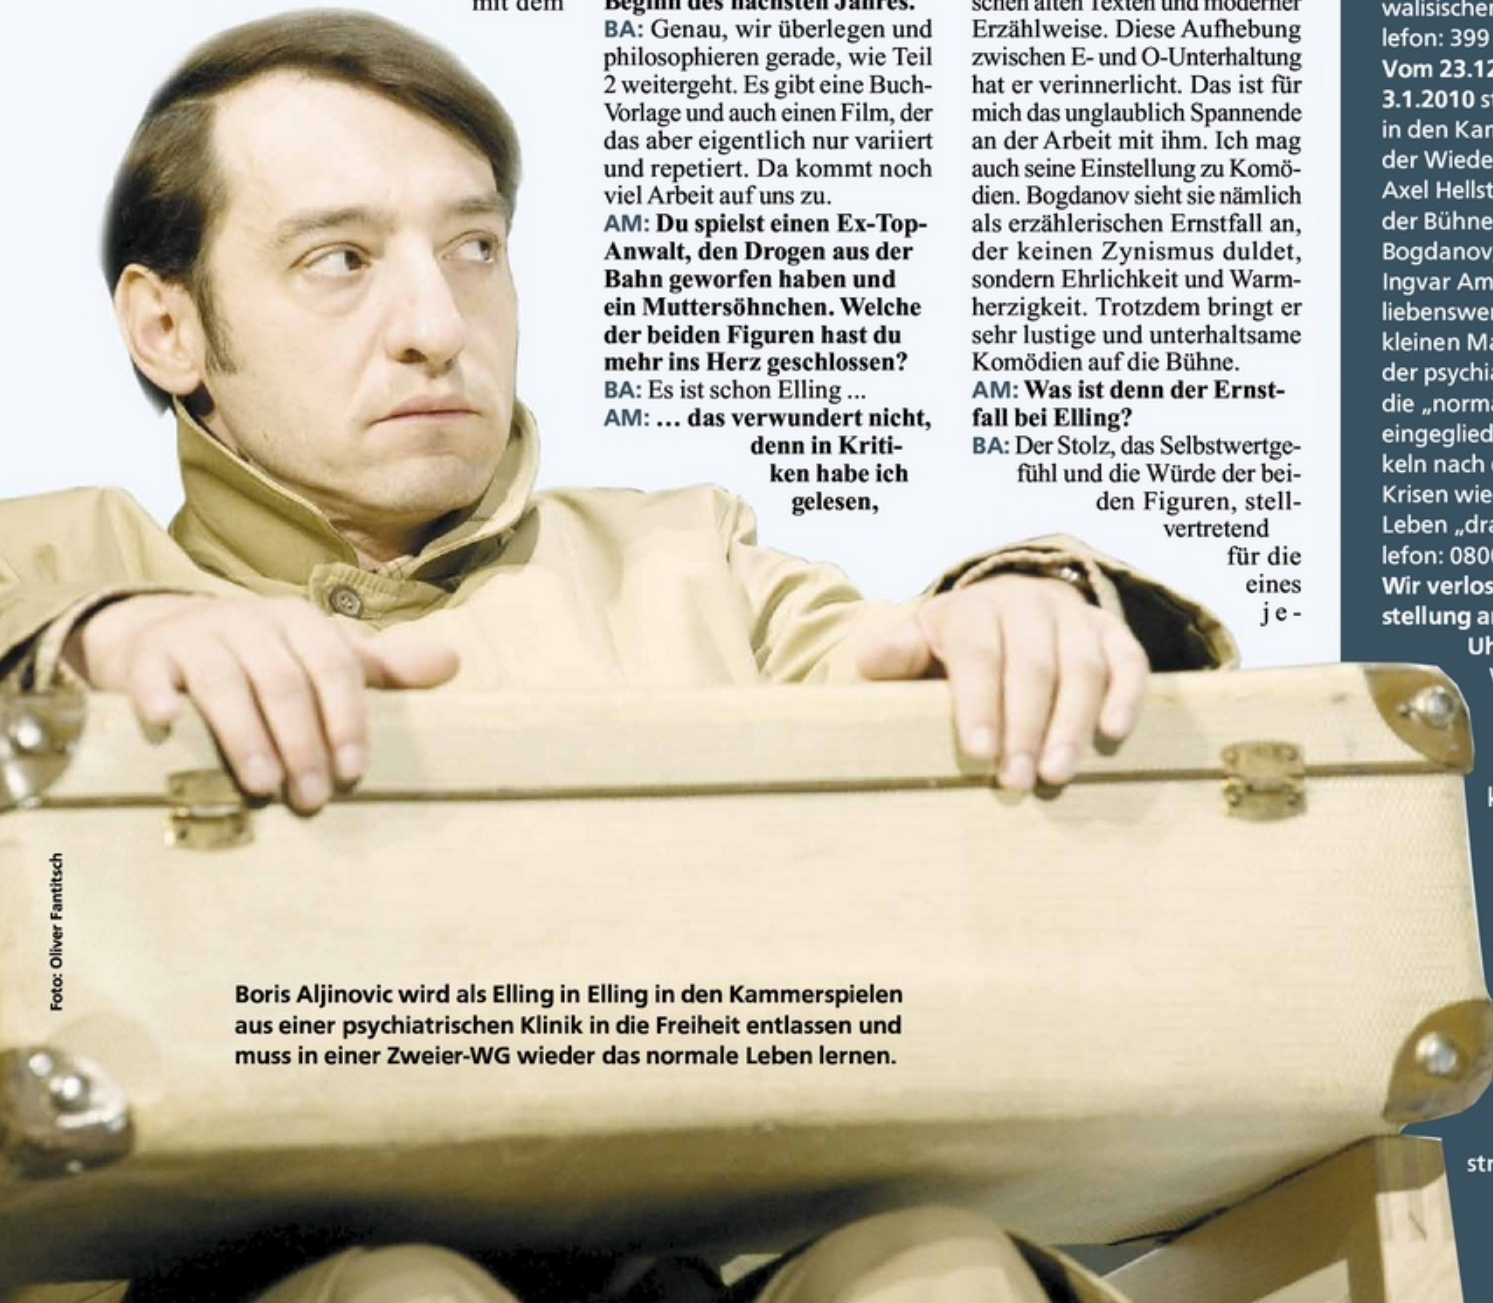 mit dem
Beginn des nächsten Jahres.
BA: Genau, wir überlegen und
philosophieren gerade, wie Teil
2 weitergeht. Es gibt eine Buch-
Vorlage und auch einen Film, der
das aber eigentlich nur variiert
und repetiert. Da kommt noch
viel Arbeit auf uns zu.
AM: Du spielst einen Ex-Top-
Anwalt, den Drogen aus der
Bahn geworfen haben und
ein Muttersöhnchen. Welche
der beiden Figuren hast du
mehr ins Herz geschlossen?
BA: Es ist schon Elling ...
AM: ... das verwundert nicht,
denn in Kriti-
ken habe ich
gelesen,
schen alten Texten und moderner
Erzählweise. Diese Aufhebung
zwischen E- und O-Unterhaltung
hat er verinnerlicht. Das ist für
mich das unglaublich Spannende
an der Arbeit mit ihm. Ich mag
auch seine Einstellung zu Komö-
dien. Bogdanov sieht sie nämlich
als erzählerischen Ernstfall an,
der keinen Zynismus duldet,
sondern Ehrlichkeit und Warm-
herzigkeit. Trotzdem bringt er
sehr lustige und unterhaltsame
Komödien auf die Bühne.
AM: Was ist denn der Ernst-
fall bei Elling?
BA: Der Stolz, das Selbstwertge-
fühl und die Würde der bei-
den Figuren, stell-
vertretend
für die
eines
je-
walisischen
lefon: 399
Vom 23.12
3.1.2010 st
in den Kam
der Wiede
Axel Hellst
der Bühne
Bogdanov
Ingvar Am
liebenswer
kleinen Ma
der psychia
die „norma
eingeglied
keln nach
Krisen wie
Leben „dra
lefon: 0800
Wir verlos
stellung a
Uh
str
Foto: Oliver Fantitsch
Boris Aljinovic wird als Elling in Elling in den Kammerspielen
aus einer psychiatrischen Klinik in die Freiheit entlassen und
muss in einer Zweier-WG wieder das normale Leben lernen.